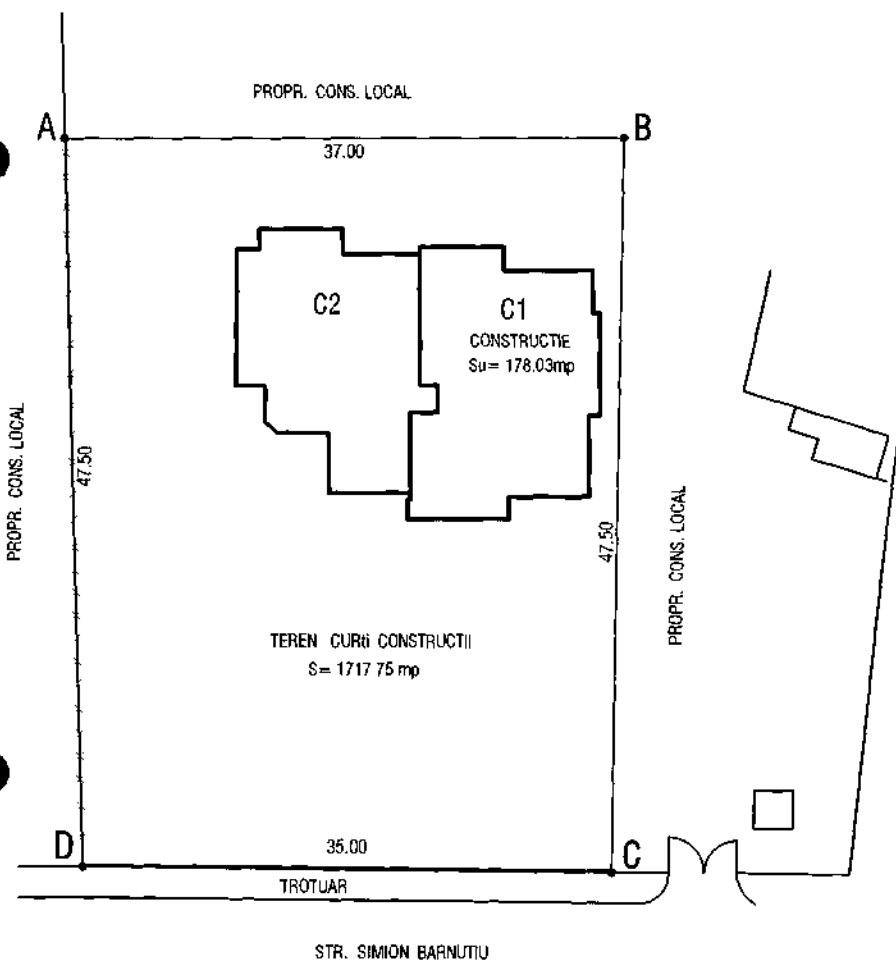 PROPR. CONS. LOCAL
A
B
37.00
C2
C1
CONSTRUCTIE
Su= 178.03mp
PROPR. CONS. LOCAL
47.50
47.50
PROPR. CONS. LOCAL
TEREN CURti CONSTRUCTII
S= 1717 75 mp
D
35.00
C
TROTUAR
STR. SIMION BARNUTIU